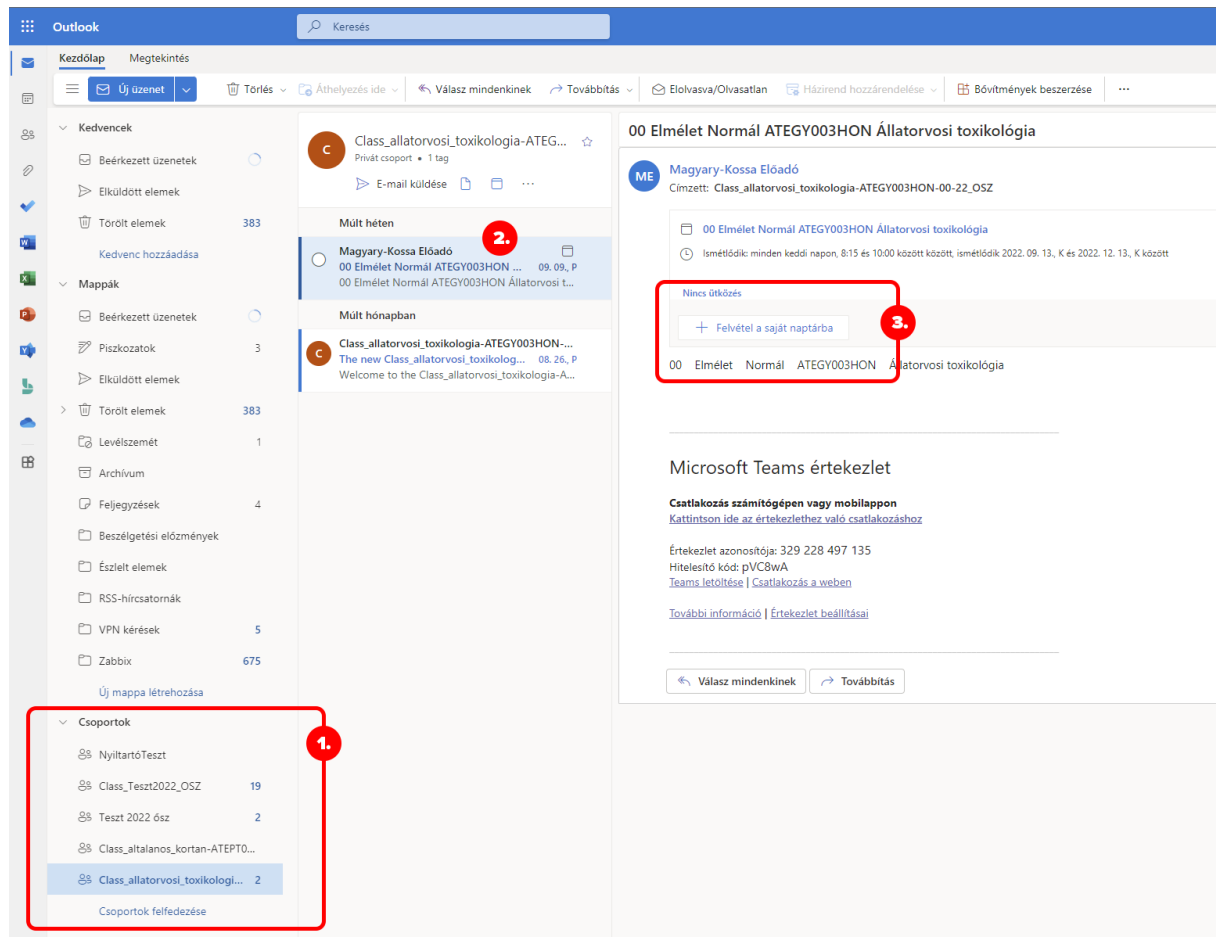 Outlook
Keresés
Kezdőlap Megtekintés
Új üzenet Törlés Áthelyezés ide Válasz mindenkinek Továbbítás Elolvasva/Olvasatlan Házirend hozzárendelése Bővítmények beszerzése ...
Kedvencek
Beérkezett üzenetek
Elküldött elemek
Törölt elemek 383
Kedvenc hozzáadása
Mappák
Beérkezett üzenetek
Piszkozatok 3
Elküldött elemek
Törölt elemek 383
Levélszemét 1
Archívum
Feljegyzések 4
Beszélgetési előzmények
Észlelt elemek
RSS-hírcsatornák
VPN kérések 5
Zabbix 675
Új mappa létrehozása
Csoportok
1.
NyiltartóTeszt
Class_Teszt2022_OSZ 19
Teszt 2022 ősz 2
Class_altalanos_kortan-ATEPT0...
Class_allatorvosi_toxikologi... 2
Csoportok felfedezése
C
Class_allatorvosi_toxikologia-ATEG...
Privát csoport • 1 tag
E-mail küldése ...
Múlt héten
2.
Magyary-Kossa Előadó
00 Elmélet Normál ATEGY003HON ... 09. 09., P
00 Elmélet Normál ATEGY003HON Állatorvosi t...
Múlt hónapban
C
Class_allatorvosi_toxikologia-ATEGY003HON-...
The new Class_allatorvosi_toxikolog... 08. 26., P
Welcome to the Class_allatorvosi_toxikologia-A...
00 Elmélet Normál ATEGY003HON Állatorvosi toxikológia
ME
Magyary-Kossa Előadó
Címzett: Class_allatorvosi_toxikologia-ATEGY003HON-00-22_OSZ
00 Elmélet Normál ATEGY003HON Állatorvosi toxikológia
Ismétlődik: minden keddi napon, 8:15 és 10:00 között között, ismétlődik 2022. 09. 13., K és 2022. 12. 13., K között
Nincs ütközés
Felvétel a saját naptárba
3.
00 Elmélet Normál ATEGY003HON Állatorvosi toxikológia
Microsoft Teams értekezlet
Csatlakozás számítógépen vagy mobilappon
Kattintson ide az értekezlethez való csatlakozáshoz
Értekezlet azonosítója: 329 228 497 135
Hitelesítő kód: pVC8wA
Teams letöltése | Csatlakozás a weben
További információ | Értekezlet beállításai
Válasz mindenkinek Továbbítás